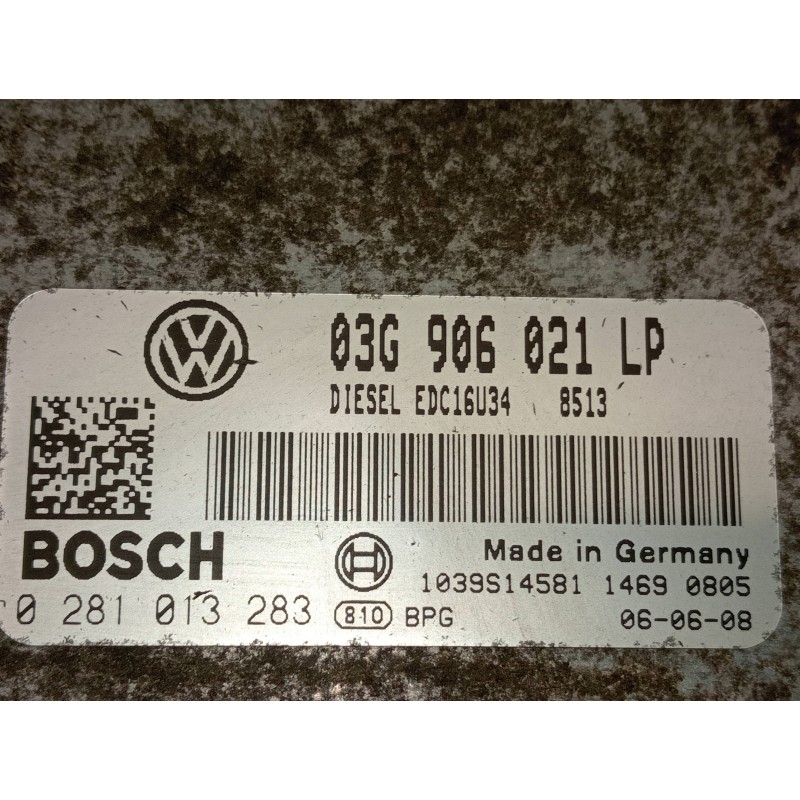 03G 906 021 LP
DIESEL EDC16U34 8513
BOSCH
Made in Germany
1039S14581 1469 0805
0 281 013 283 810 BPG 06-06-08